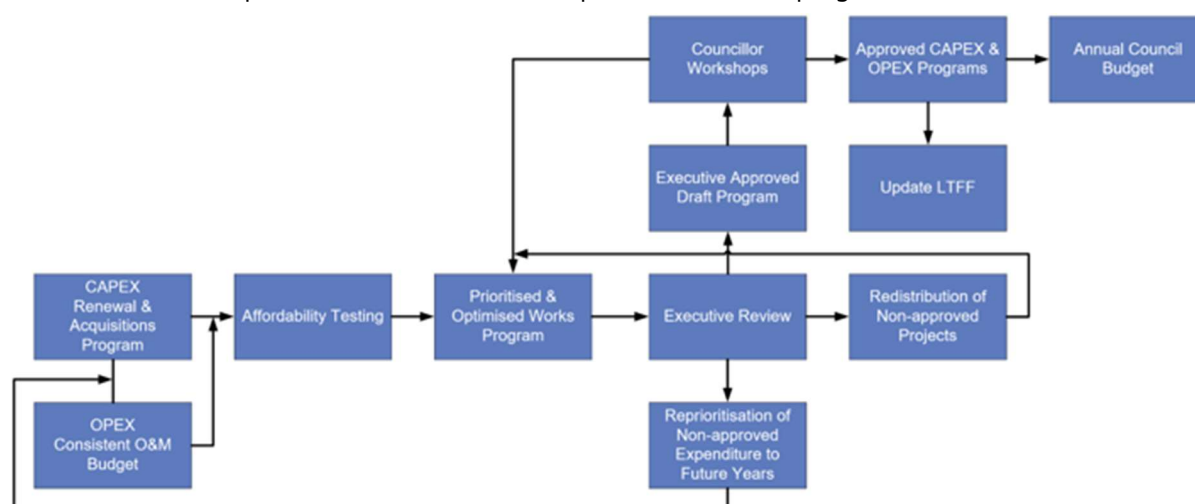 Councillor
Workshops
Approved CAPEX &
OPEX Programs
Annual Council
Budget
Executive Approved
Draft Program
Update LTFF
CAPEX
Renewal &
Acquisitions
Program
Affordability Testing
Prioritised &
Optimised Works
Program
Executive Review
Redistribution of
Non-approved
Projects
OPEX
Consistent O&M
Budget
Reprioritisation of
Non-approved
Expenditure to
Future Years